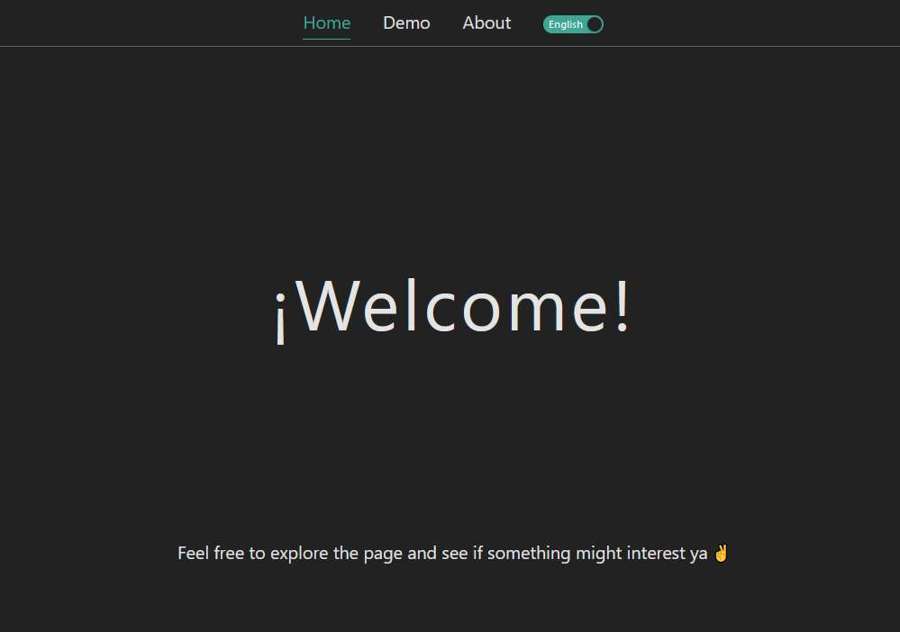 Home Demo About English
¡Welcome!
Feel free to explore the page and see if something might interest ya ✌